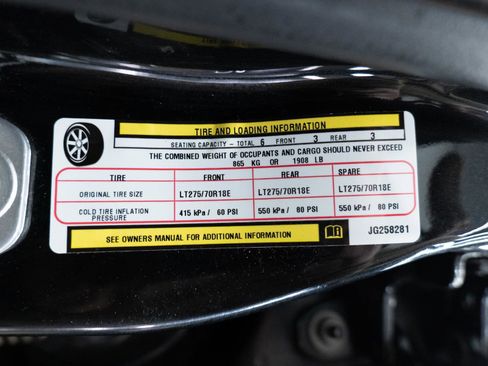 TIRE AND LOADING INFORMATION
SEATING CAPACITY - TOTAL 6 FRONT 3 REAR 3
THE COMBINED WEIGHT OF OCCUPANTS AND CARGO SHOULD NEVER EXCEED
865 KG OR 1908 LB
TIRE FRONT REAR SPARE
ORIGINAL TIRE SIZE LT275/70R18E LT275/70R18E LT275/70R18E
COLD TIRE INFLATION PRESSURE 415 kPa / 60 PSI 550 kPa / 80 PSI 550 kPa / 80 PSI
SEE OWNERS MANUAL FOR ADDITIONAL INFORMATION JG258281